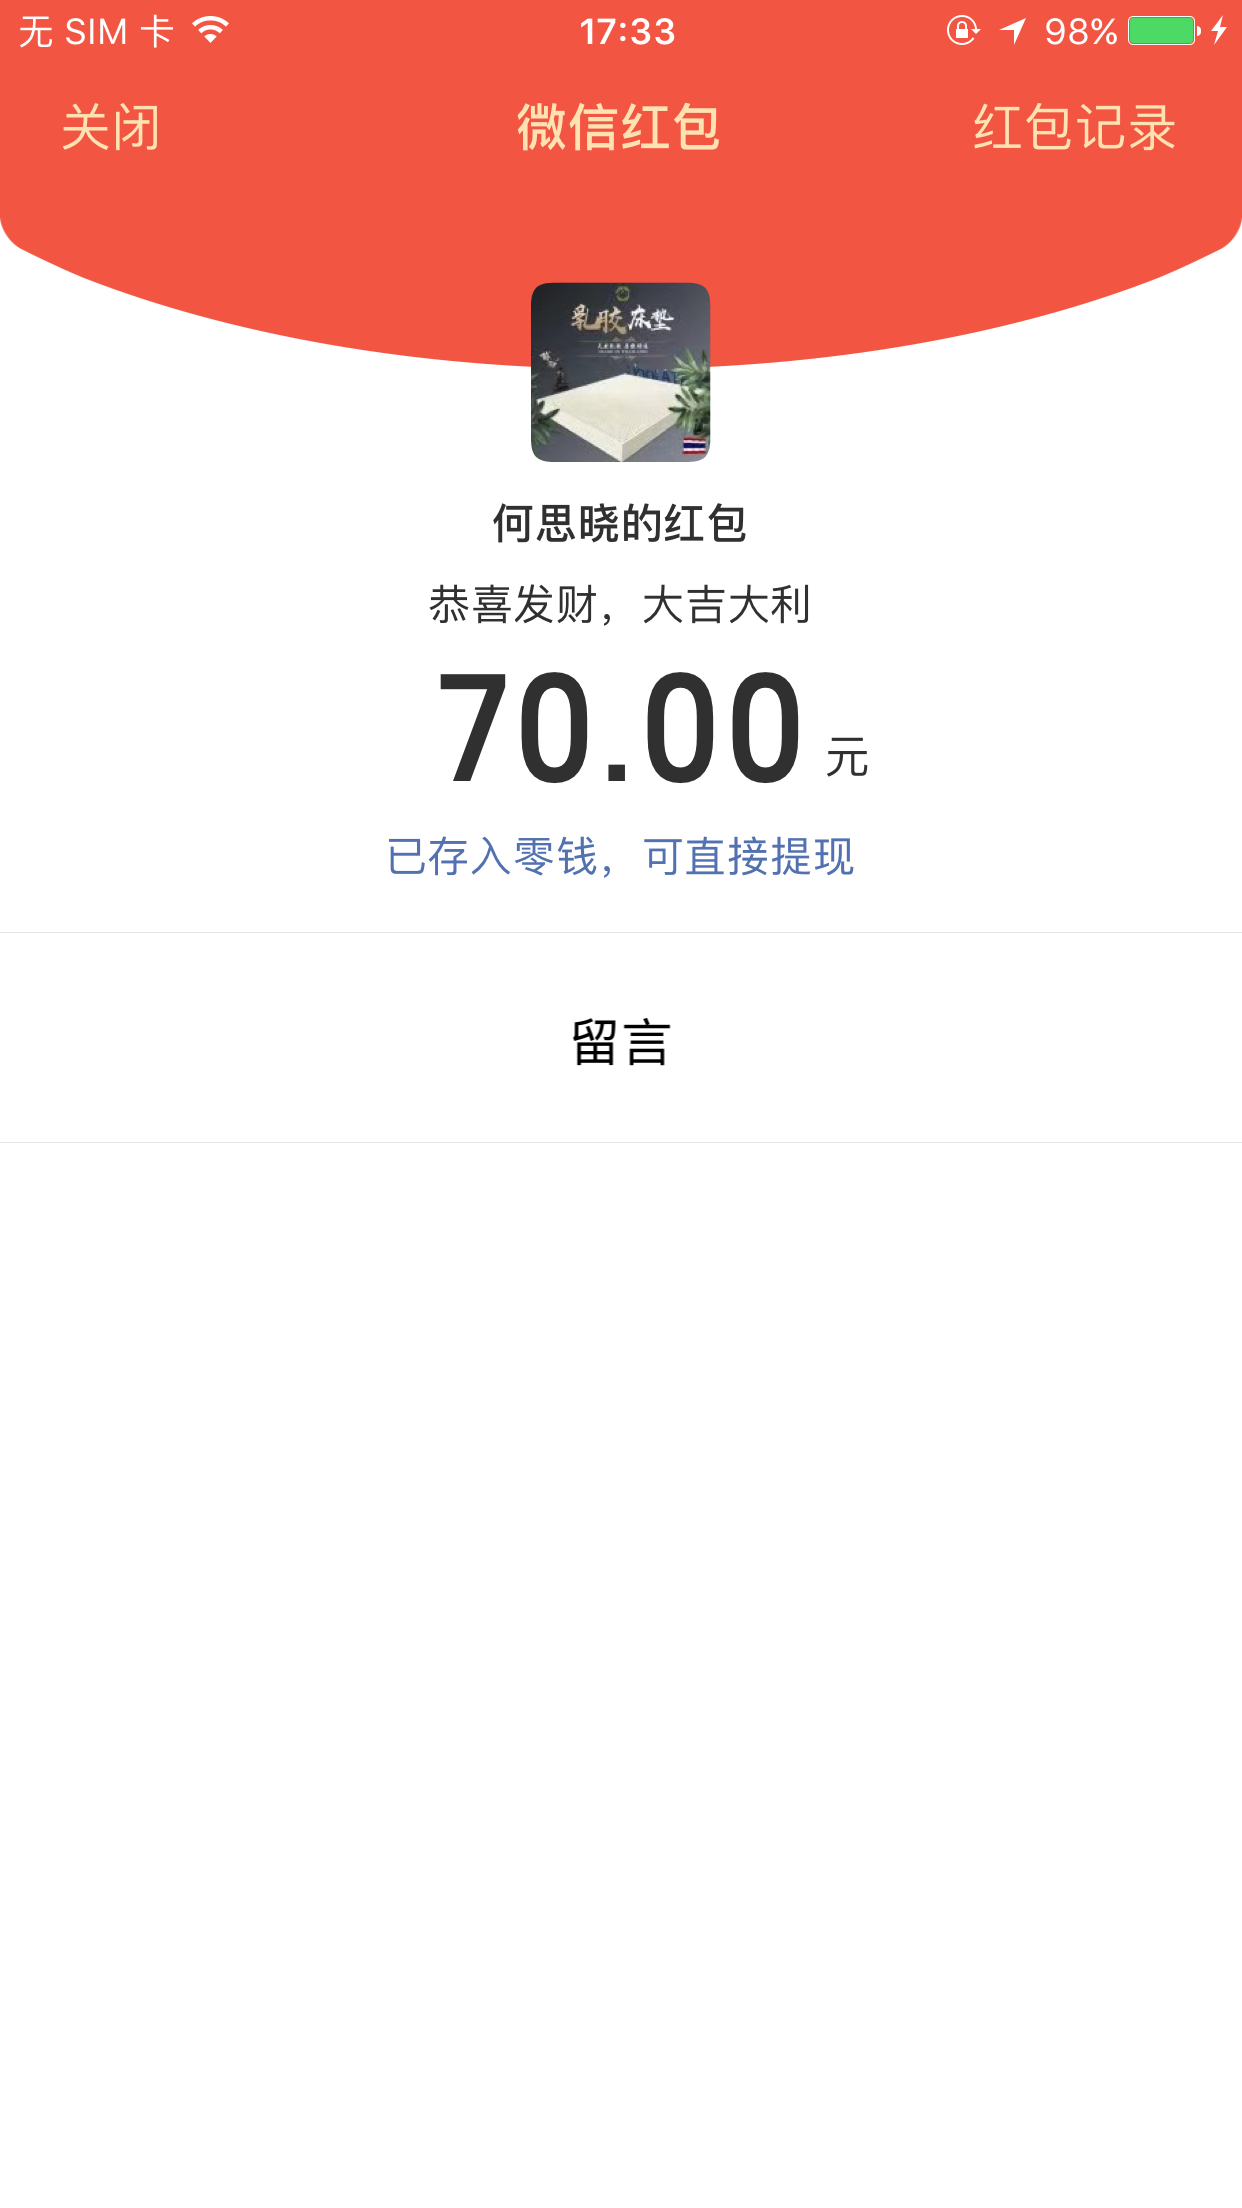 无 SIM 卡 17:33 98%
关闭 微信红包 红包记录
乳胶床垫
何思晓的红包
恭喜发财，大吉大利
70.00 元
已存入零钱，可直接提现
留言